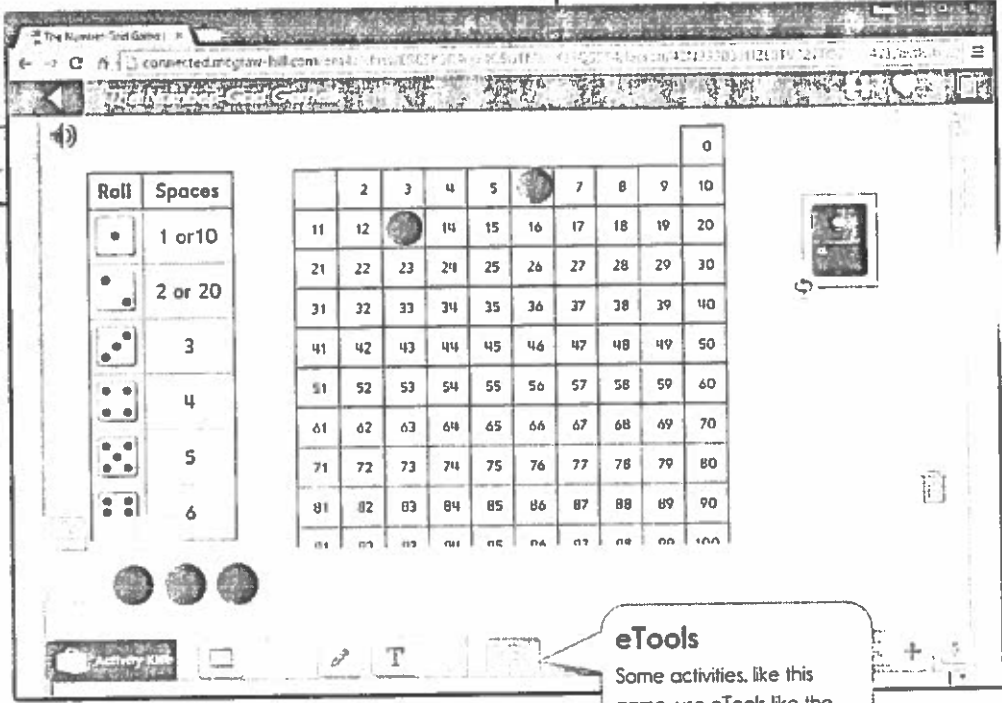 The Number Grid Game
connected.mcgraw-hill.com
0
Roll Spaces
2 3 4 5 7 8 9 10
1 or10
11 12 14 15 16 17 18 19 20
2 or 20
21 22 23 24 25 26 27 28 29 30
31 32 33 34 35 36 37 38 39 40
3
41 42 43 44 45 46 47 48 49 50
4
51 52 53 54 55 56 57 58 59 60
61 62 63 64 65 66 67 68 69 70
5
71 72 73 74 75 76 77 78 79 80
6
81 82 83 84 85 86 87 88 89 90
100
Activity Kits
T
eTools
Some activities, like this
game, use eTools like the